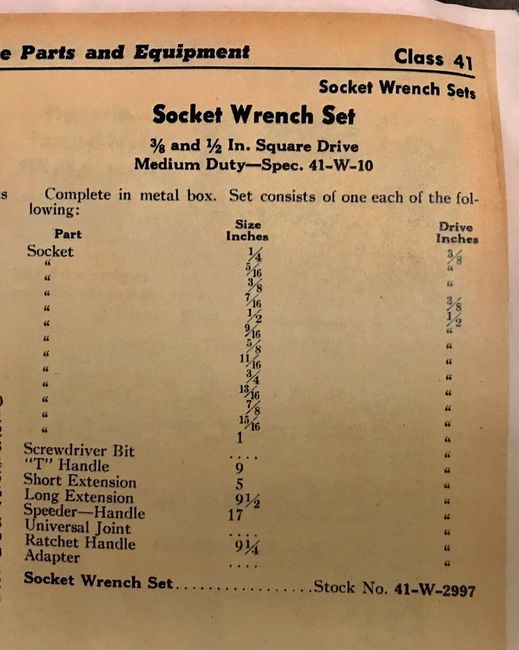 e Parts and Equipment Class 41
Socket Wrench Sets
Socket Wrench Set
⅜ and ½ In. Square Drive
Medium Duty—Spec. 41-W-10
s
Complete in metal box. Set consists of one each of the fol-
lowing:
Part Size Inches Drive Inches
Socket 1/4 3/8
" 5/16 "
" 3/8 "
" 7/16 3/8
" 1/2 1/2
" 9/16 "
" 5/8 "
" 11/16 "
" 3/4 "
" 13/16 "
" 7/8 "
" 15/16 "
" 1 "
Screwdriver Bit .... "
"T" Handle 9 "
Short Extension 5 "
Long Extension 9½ "
Speeder—Handle 17 "
Universal Joint .... "
Ratchet Handle 9¼ "
Adapter .... "
Socket Wrench Set.................Stock No. 41-W-2997